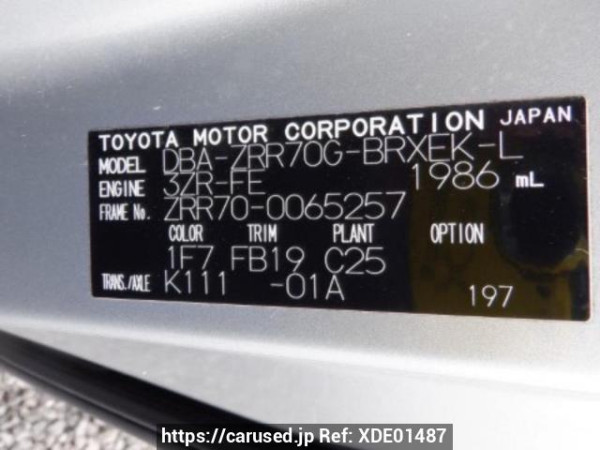 TOYOTA MOTOR CORPORATION JAPAN
MODEL DBA-ZRR70G-BRXEK-L
ENGINE 3ZR-FE 1986 mL
FRAME No. ZRR70-0065257
COLOR TRIM PLANT OPTION
1F7 FB19 C25
TRANS./AXLE K111 -01A 197
https://carused.jp Ref: XDE01487